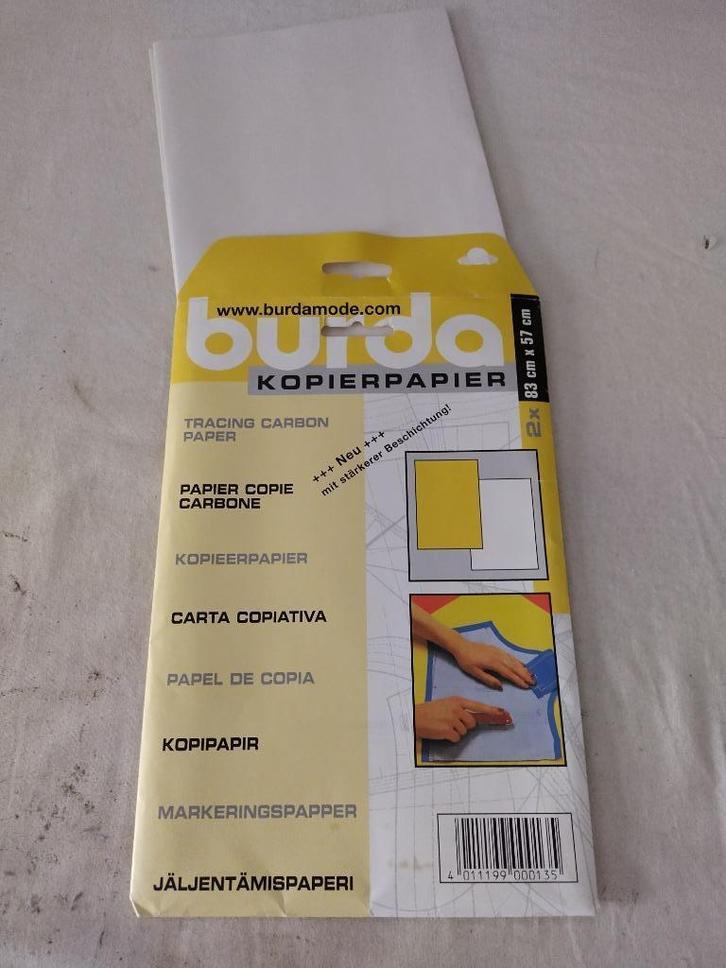 www.burdamode.com
burda
KOPIERPAPIER
2x 83 cm x 57 cm
TRACING CARBON
PAPER
+++ Neu +++
mit stärkerer Beschichtung!
PAPIER COPIE
CARBONE
KOPIEERPAPIER
CARTA COPIATIVA
PAPEL DE COPIA
KOPIPAPIR
MARKERINGSPAPPER
JÄLJENTÄMISPAPERI
4 011199 000135